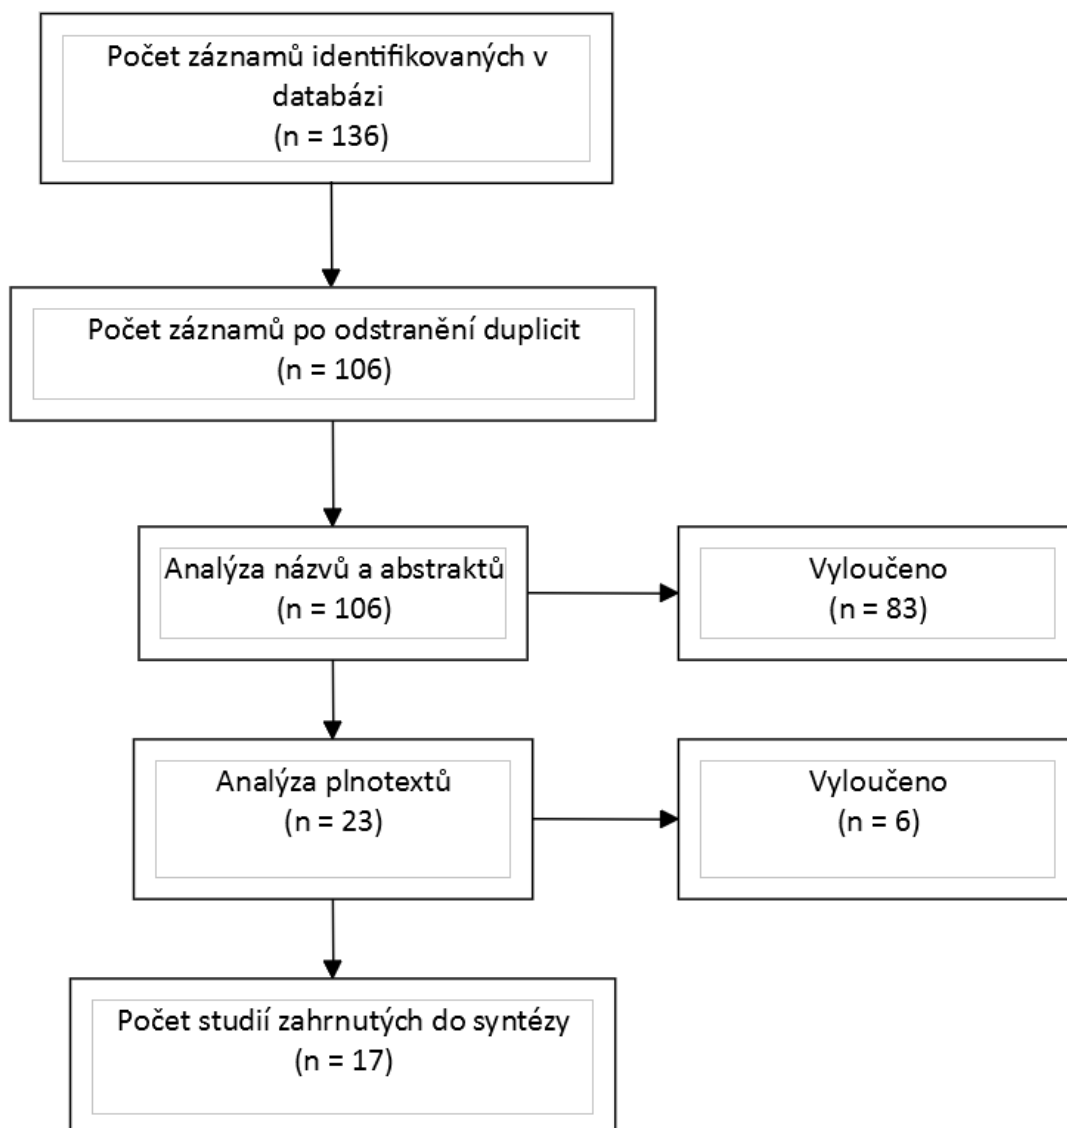 Počet záznamů identifikovaných v
databázi
(n = 136)
Počet záznamů po odstranění duplicit
(n = 106)
Analýza názvů a abstraktů
(n = 106)
Vyloučeno
(n = 83)
Analýza plnotextů
(n = 23)
Vyloučeno
(n = 6)
Počet studií zahrnutých do syntézy
(n = 17)